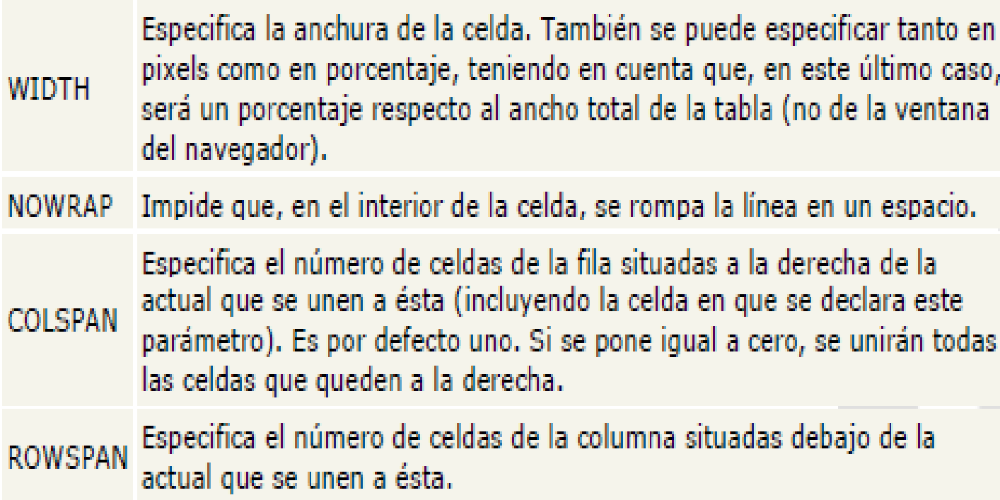 WIDTH
Especifica la anchura de la celda. También se puede especificar tanto en
pixels como en porcentaje, teniendo en cuenta que, en este último caso,
será un porcentaje respecto al ancho total de la tabla (no de la ventana
del navegador).
NOWRAP
Impide que, en el interior de la celda, se rompa la línea en un espacio.
COLSPAN
Especifica el número de celdas de la fila situadas a la derecha de la
actual que se unen a ésta (incluyendo la celda en que se declara este
parámetro). Es por defecto uno. Si se pone igual a cero, se unirán todas
las celdas que queden a la derecha.
ROWSPAN
Especifica el número de celdas de la columna situadas debajo de la
actual que se unen a ésta.